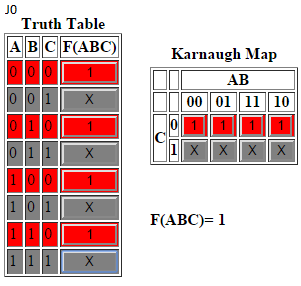 J0
Truth Table
A B C F(ABC)
0 0 0 1
0 0 1 X
0 1 0 1
0 1 1 X
1 0 0 1
1 0 1 X
1 1 0 1
1 1 1 X
Karnaugh Map
AB
00 01 11 10
C 0 1 1 1 1
1 X X X X
F(ABC)= 1